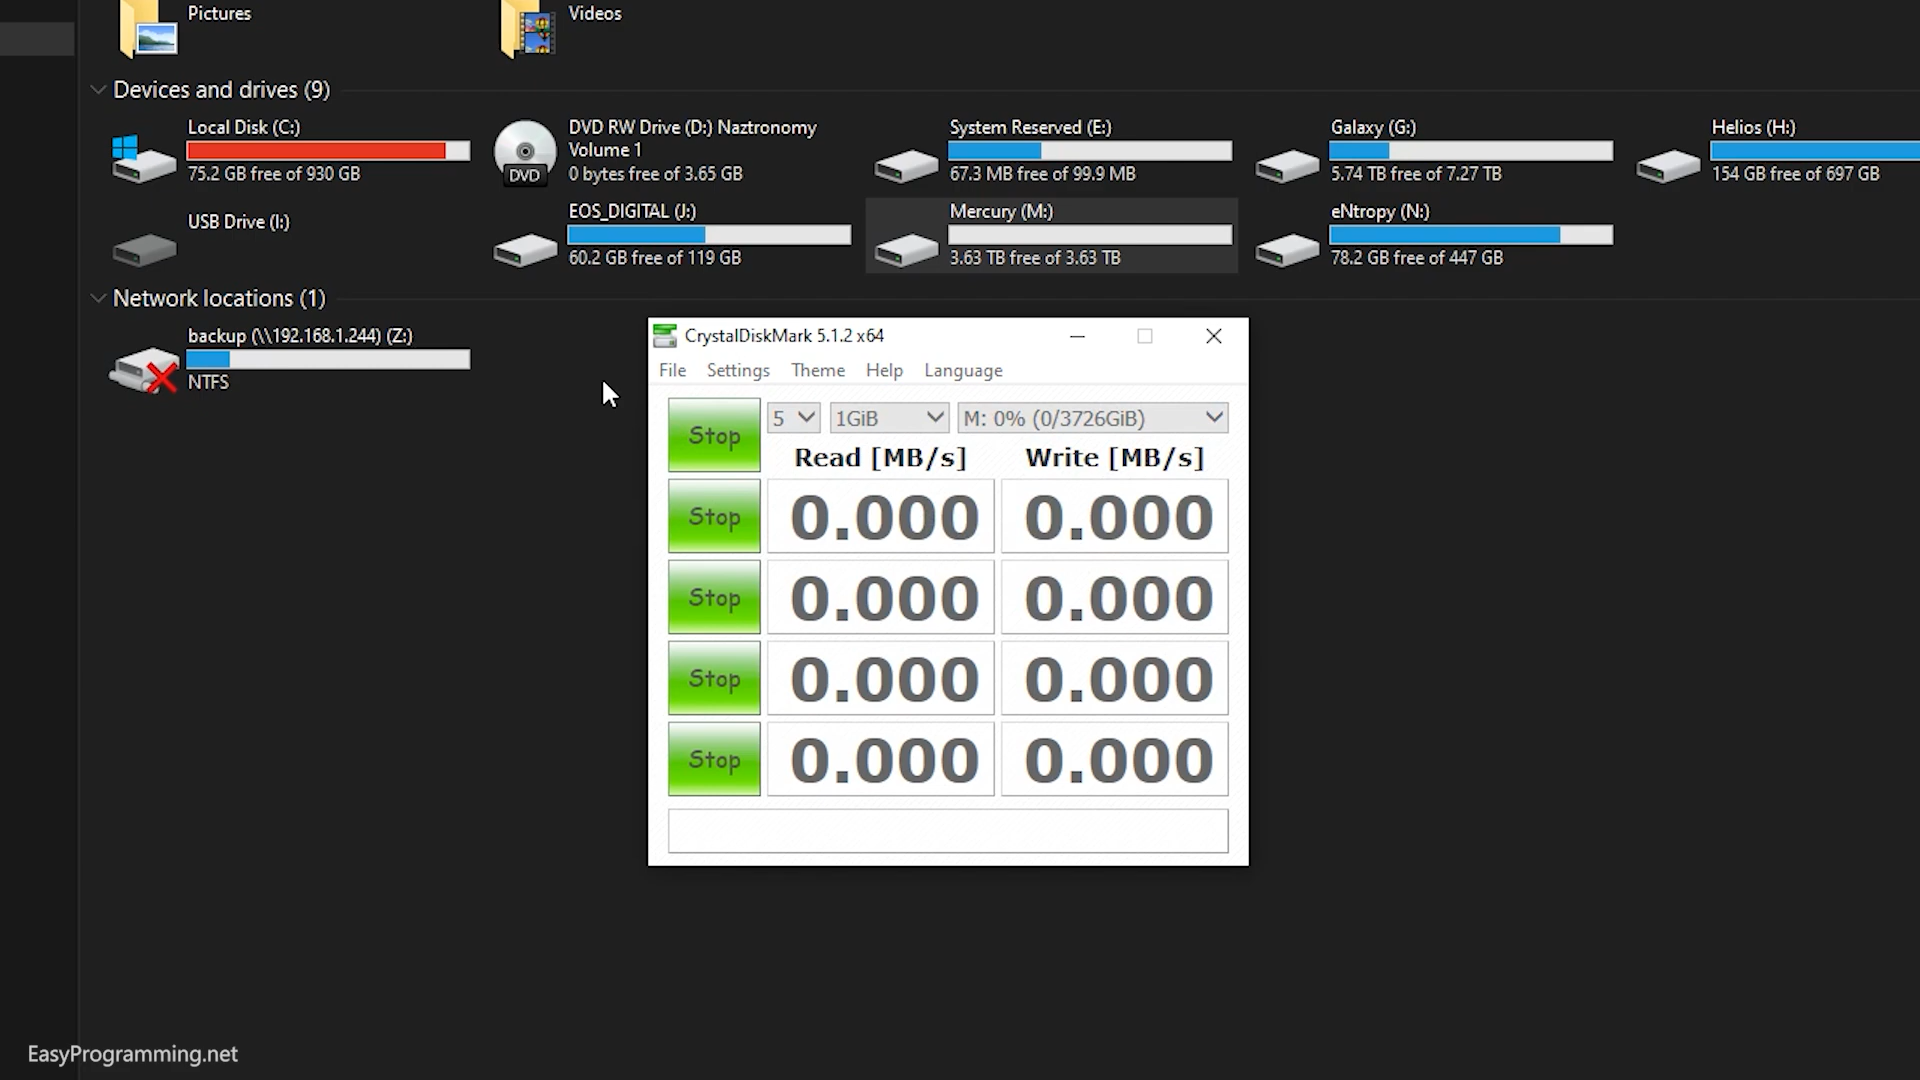 Pictures
Videos
Devices and drives (9)
Local Disk (C:)
75.2 GB free of 930 GB
DVD
DVD RW Drive (D:) Naztronomy
Volume 1
0 bytes free of 3.65 GB
System Reserved (E:)
67.3 MB free of 99.9 MB
Galaxy (G:)
5.74 TB free of 7.27 TB
Helios (H:)
154 GB free of 697 GB
USB Drive (I:)
EOS_DIGITAL (J:)
60.2 GB free of 119 GB
Mercury (M:)
3.63 TB free of 3.63 TB
eNtropy (N:)
78.2 GB free of 447 GB
Network locations (1)
backup (\\192.168.1.244) (Z:)
NTFS
CrystalDiskMark 5.1.2 x64
File Settings Theme Help Language
Stop 5 1GiB M: 0% (0/3726GiB)
Read [MB/s] Write [MB/s]
Stop 0.000 0.000
Stop 0.000 0.000
Stop 0.000 0.000
Stop 0.000 0.000
EasyProgramming.net